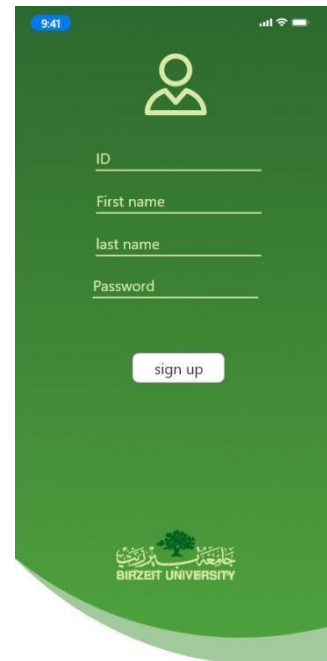 9:41
ID
First name
last name
Password
sign up
جامعة بيرزيت
BIRZEIT UNIVERSITY